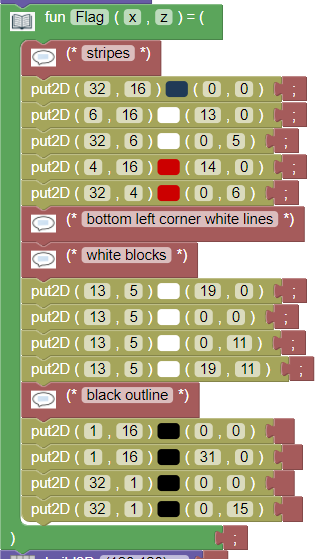 fun Flag ( x , z ) = (
(* stripes *)
put2D ( 32 , 16 ) ( 0 , 0 ) ;
put2D ( 6 , 16 ) ( 13 , 0 ) ;
put2D ( 32 , 6 ) ( 0 , 5 ) ;
put2D ( 4 , 16 ) ( 14 , 0 ) ;
put2D ( 32 , 4 ) ( 0 , 6 ) ;
(* bottom left corner white lines *)
(* white blocks *)
put2D ( 13 , 5 ) ( 19 , 0 ) ;
put2D ( 13 , 5 ) ( 0 , 0 ) ;
put2D ( 13 , 5 ) ( 0 , 11 ) ;
put2D ( 13 , 5 ) ( 19 , 11 ) ;
(* black outline *)
put2D ( 1 , 16 ) ( 0 , 0 ) ;
put2D ( 1 , 16 ) ( 31 , 0 ) ;
put2D ( 32 , 1 ) ( 0 , 0 ) ;
put2D ( 32 , 1 ) ( 0 , 15 ) ;
) ;